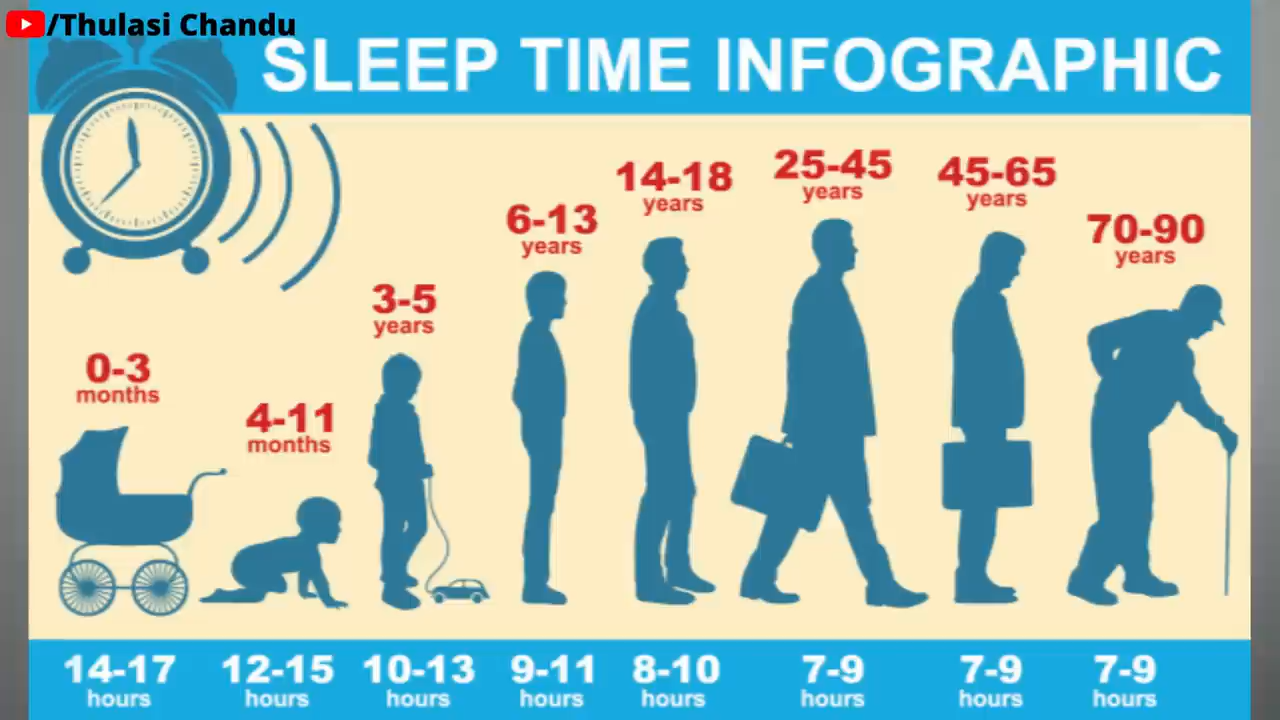 /Thulasi Chandu
SLEEP TIME INFOGRAPHIC
0-3
months
4-11
months
3-5
years
6-13
years
14-18
years
25-45
years
45-65
years
70-90
years
14-17
hours
12-15
hours
10-13
hours
9-11
hours
8-10
hours
7-9
hours
7-9
hours
7-9
hours